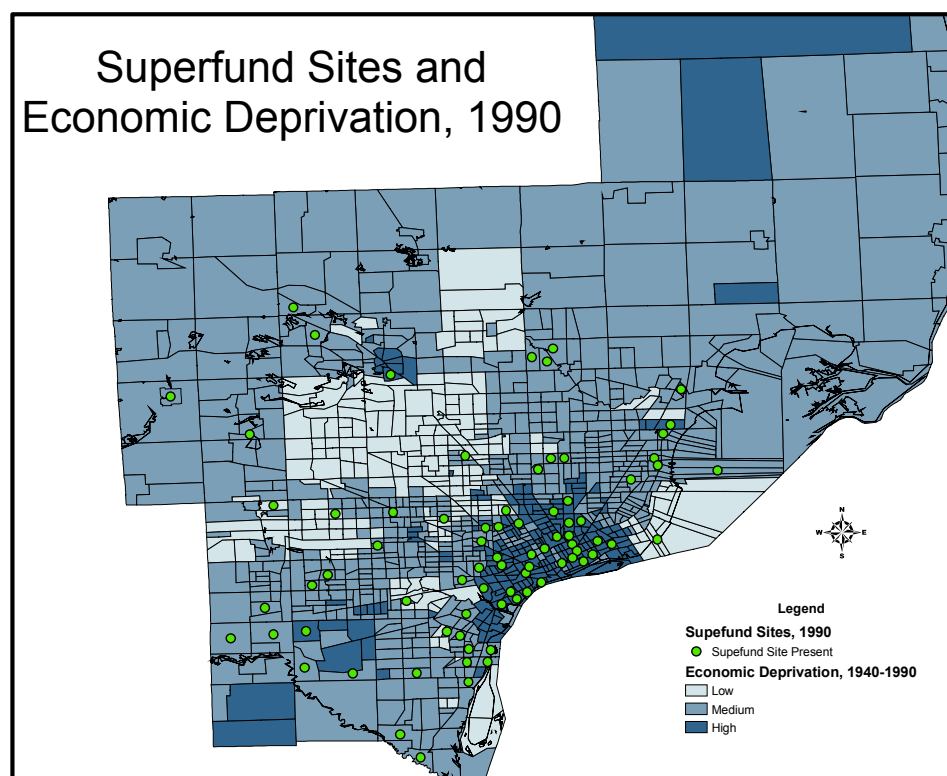 Superfund Sites and
Economic Deprivation, 1990
N
W E
S
Legend
Supefund Sites, 1990
Supefund Site Present
Economic Deprivation, 1940-1990
Low
Medium
High